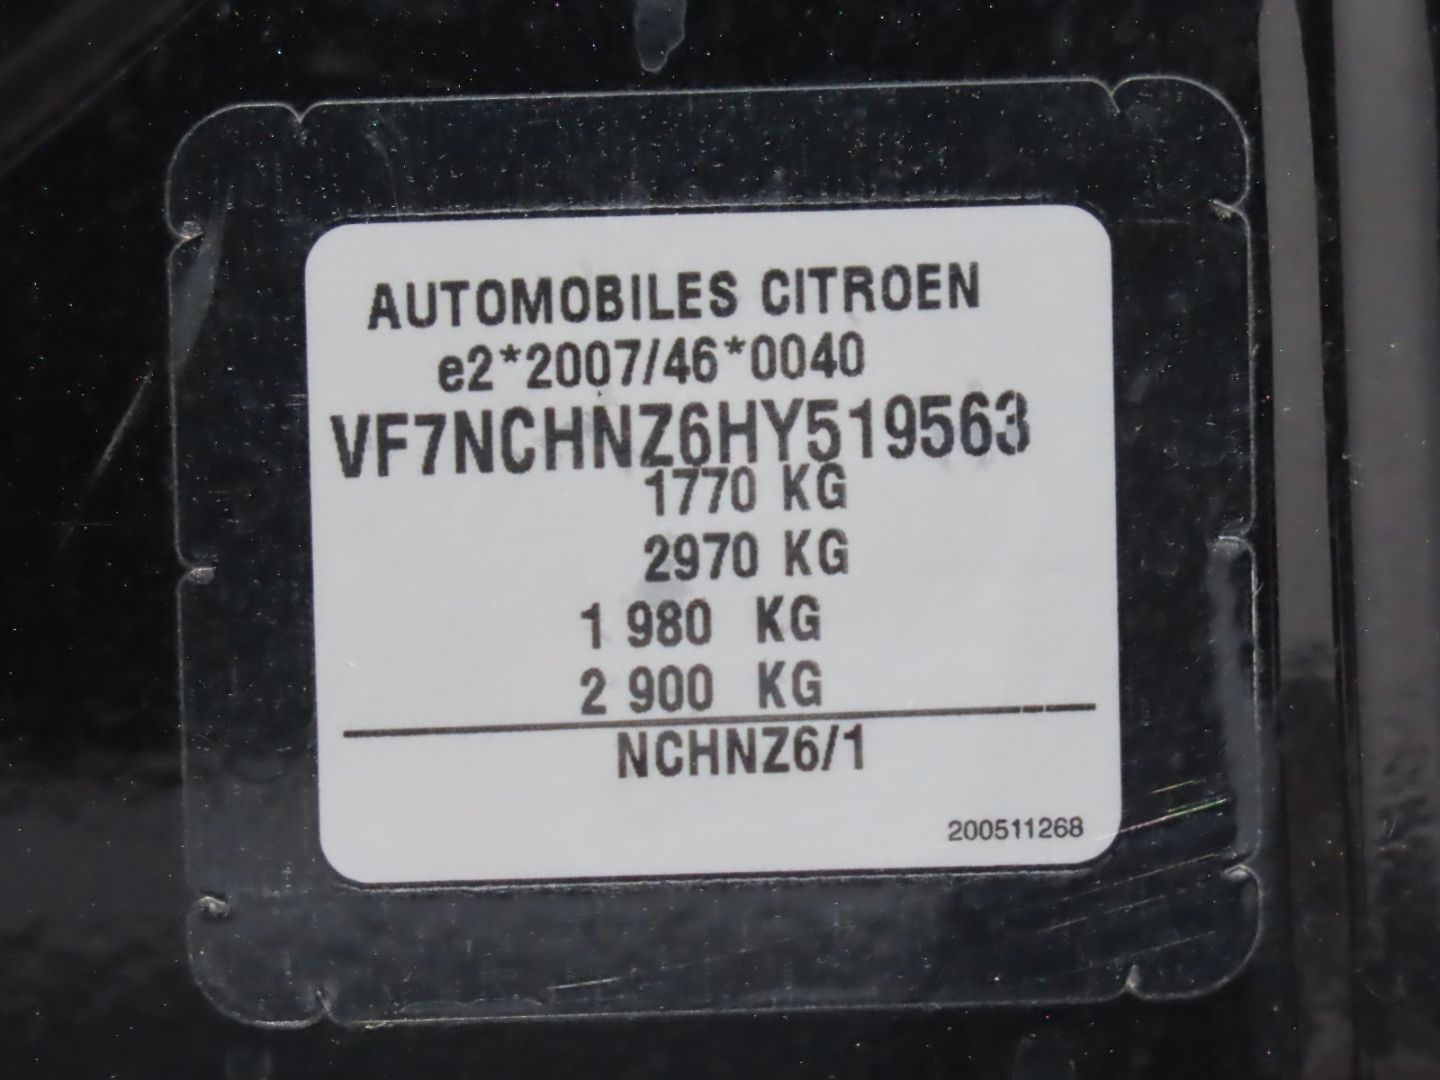 AUTOMOBILES CITROEN
e2*2007/46*0040
VF7NCHNZ6HY519563
1770 KG
2970 KG
1 980 KG
2 900 KG
NCHNZ6/1
200511268